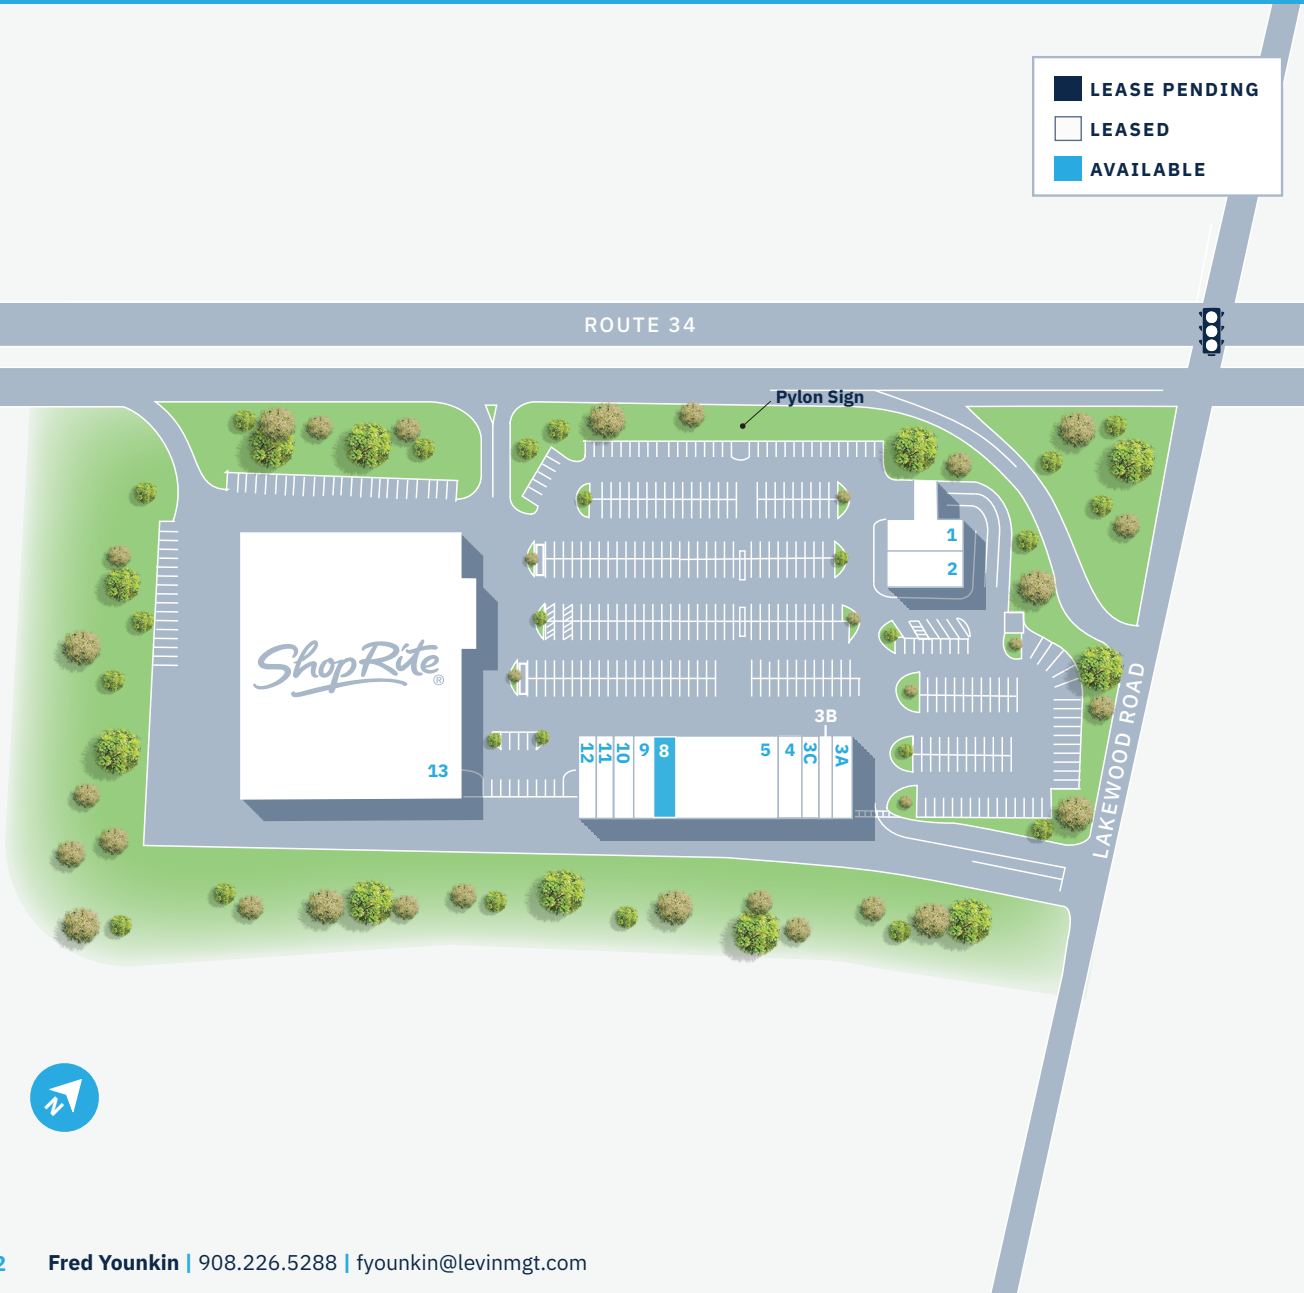 LEASE PENDING
LEASED
AVAILABLE
ROUTE 34
Pylon Sign
1
2
ShopRite®
13
3B
12 11 10 9 8 5 4 3C 3A
LAKEWOOD ROAD
N
2 Fred Younkin | 908.226.5288 | fyounkin@levinmgt.com